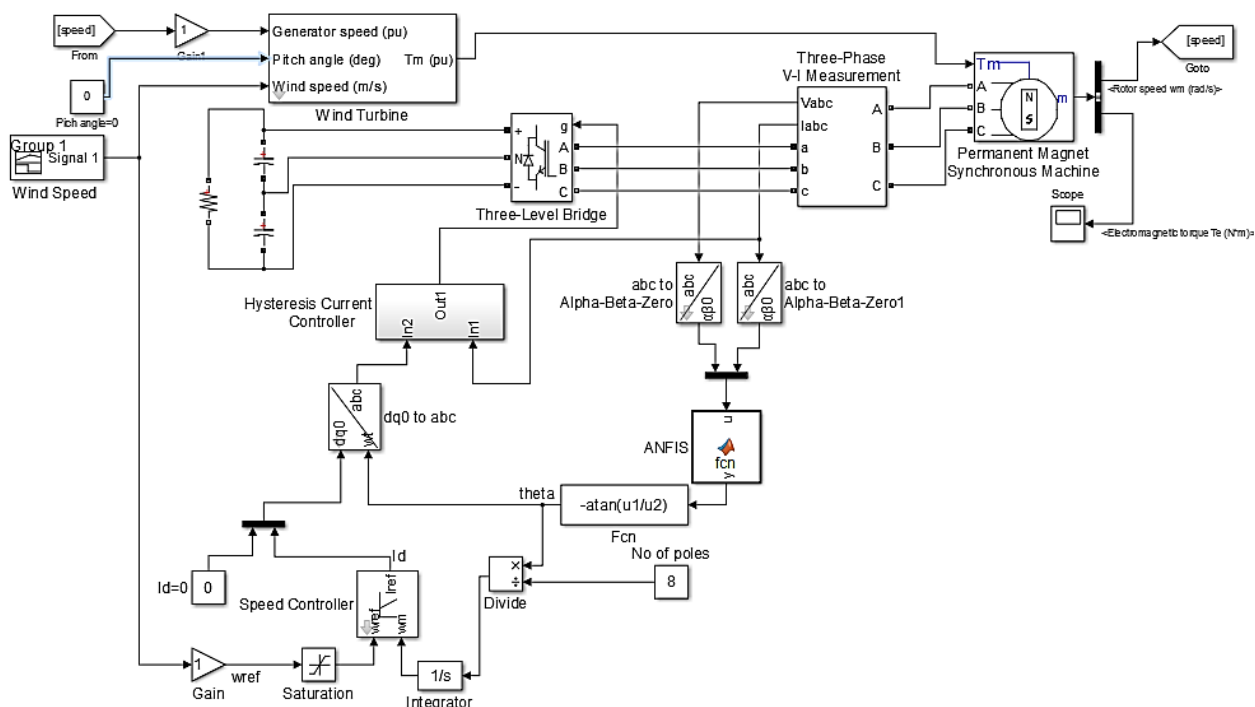 [speed]
From
1
Gain1
Generator speed (pu)
Pitch angle (deg)
Wind speed (m/s)
Tm (pu)
Wind Turbine
0
Pich angle=0
Group 1
Signal 1
Wind Speed
+
N
-
g
A
B
C
Three-Level Bridge
Three-Phase
V-I Measurement
Vabc
Iabc
a
b
c
A
B
C
Tm
A
B
C
N
S
m
Permanent Magnet
Synchronous Machine
[speed]
Goto
<Rotor speed wm (rad/s)>
Scope
<Electromagnetic torque Te (N*m)>
abc
αβ0
abc to
Alpha-Beta-Zero
abc
αβ0
abc to
Alpha-Beta-Zero1
Hysteresis Current
Controller
Out1
In2
In1
abc
dq0
wt
dq0 to abc
u
fcn
y
ANFIS
theta
-atan(u1/u2)
Fcn
No of poles
8
×
÷
Divide
Id=0
0
Id
Iref
wref
wm
Speed Controller
1
Gain
wref
Saturation
1/s
Integrator